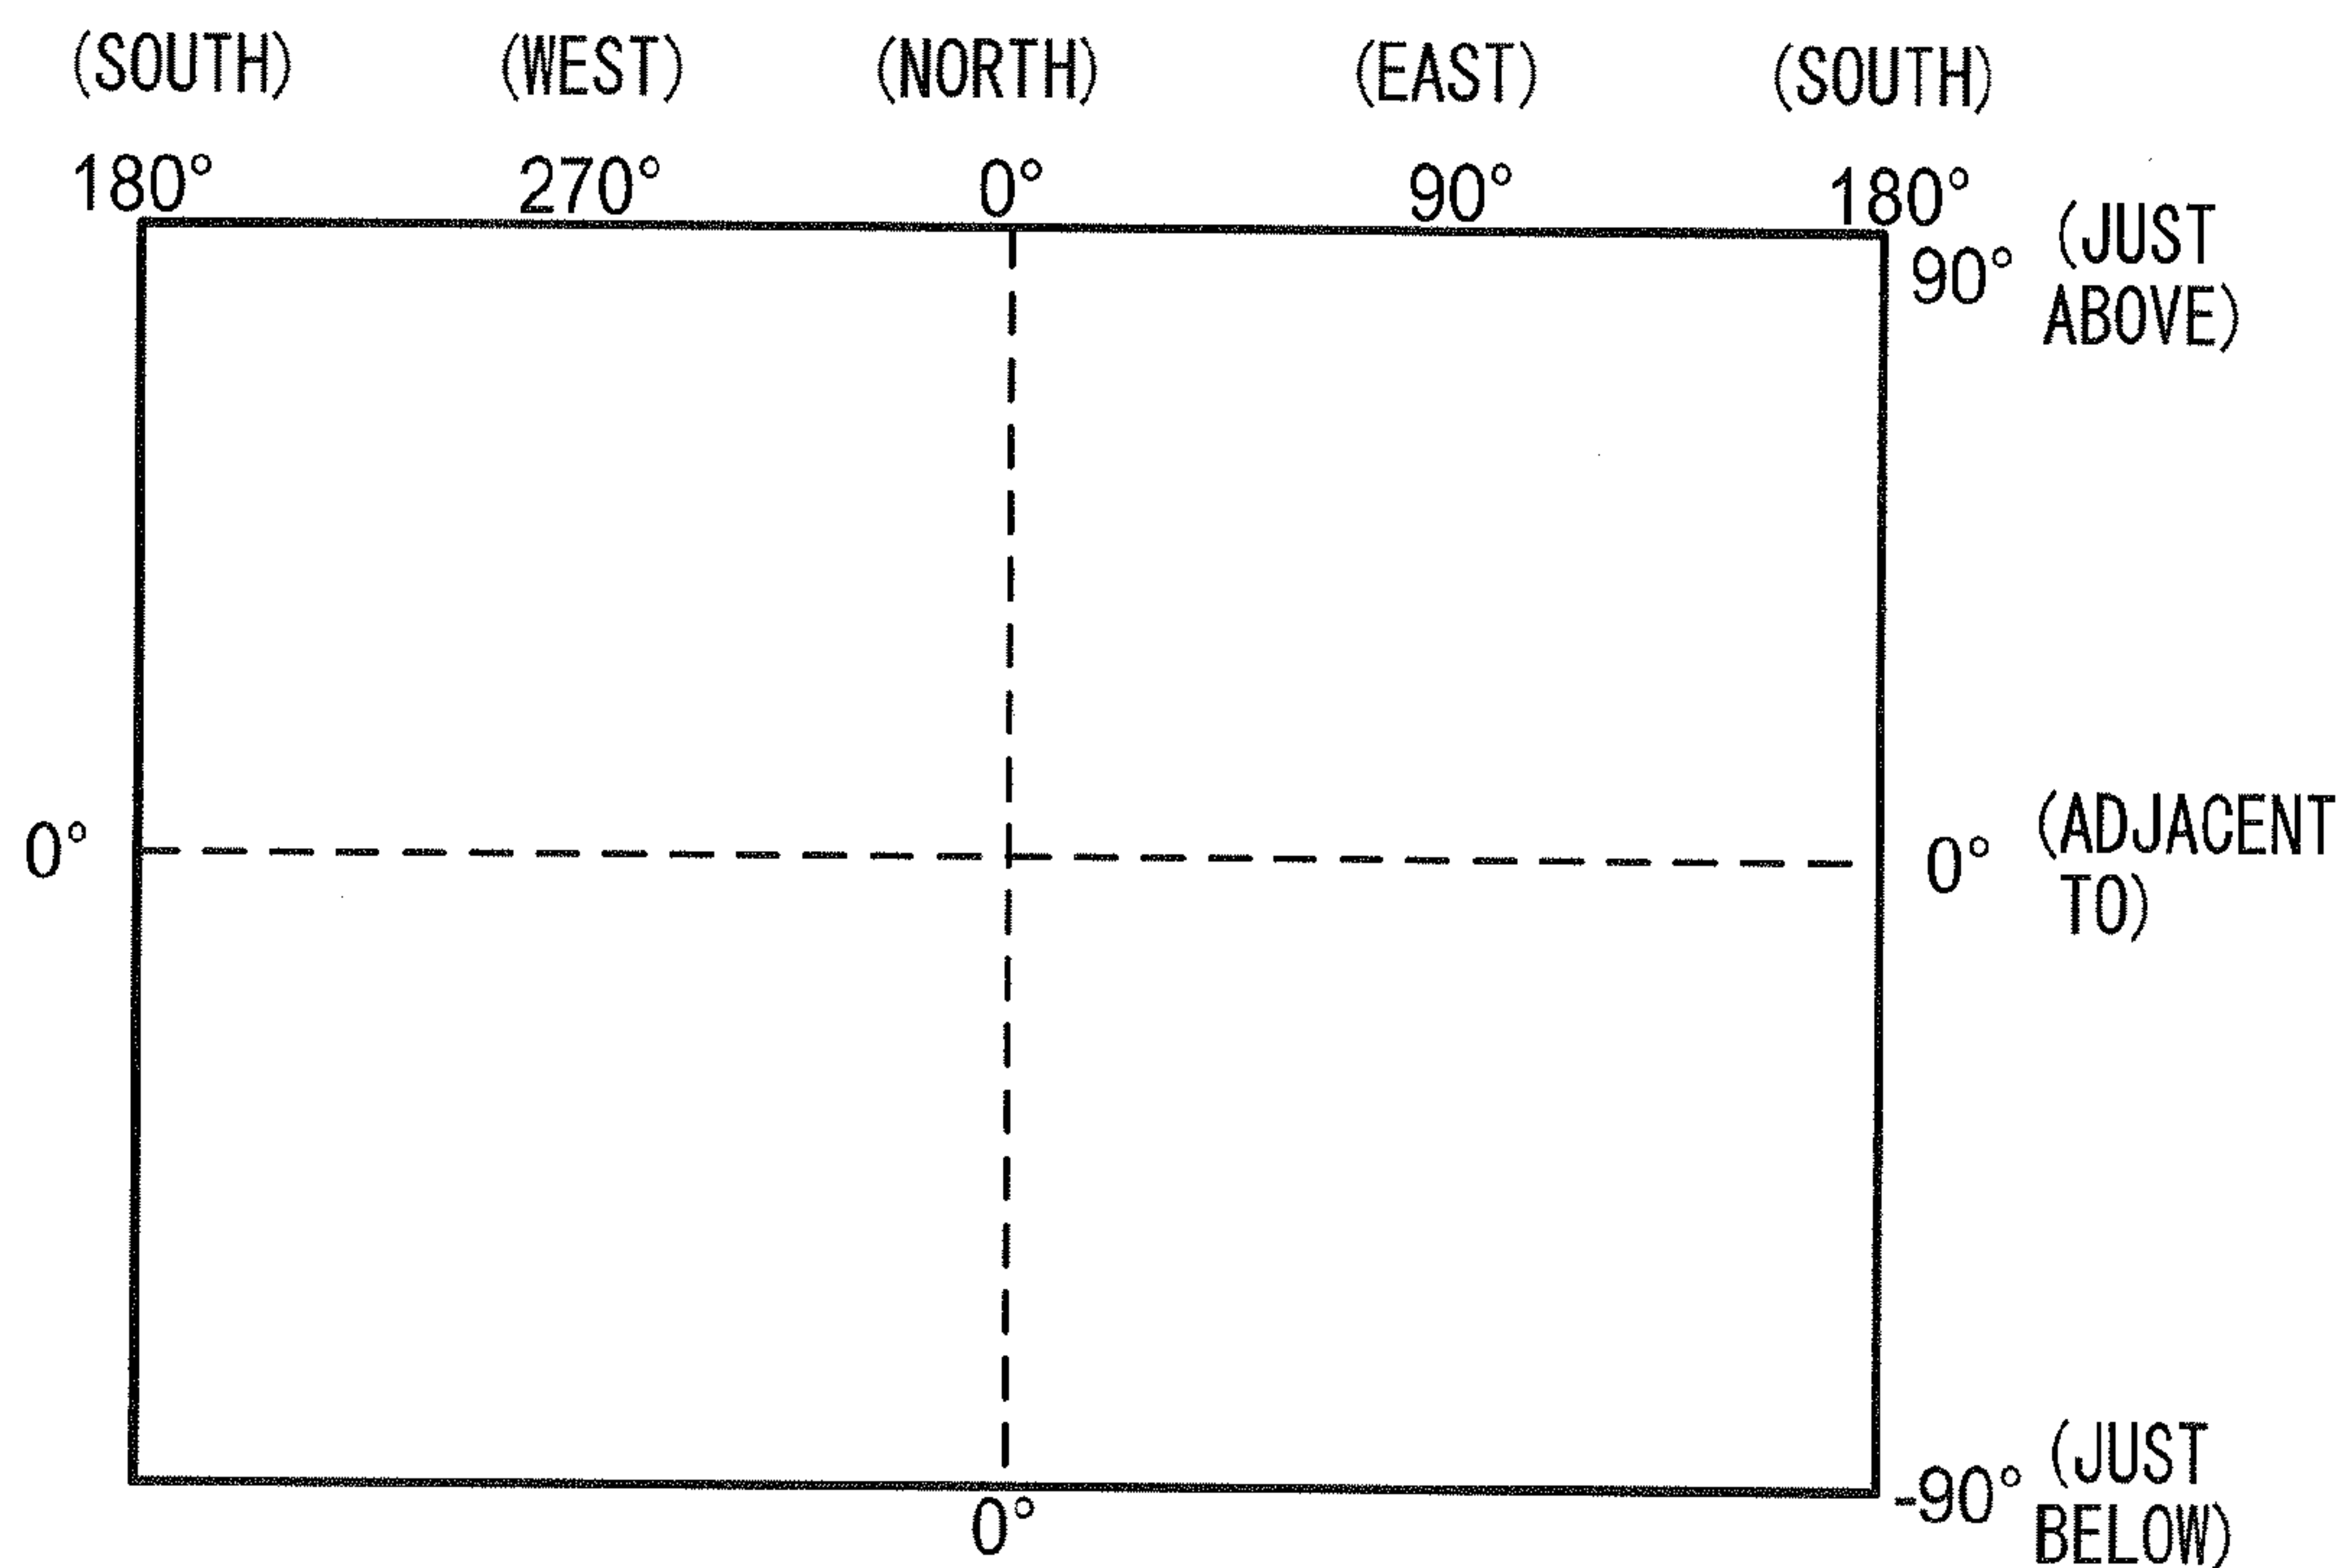 (SOUTH) (WEST) (NORTH) (EAST) (SOUTH)
180° 270° 0° 90° 180°
90° (JUST
ABOVE)
0° 0° (ADJACENT
TO)
-90° (JUST
BELOW)
0°